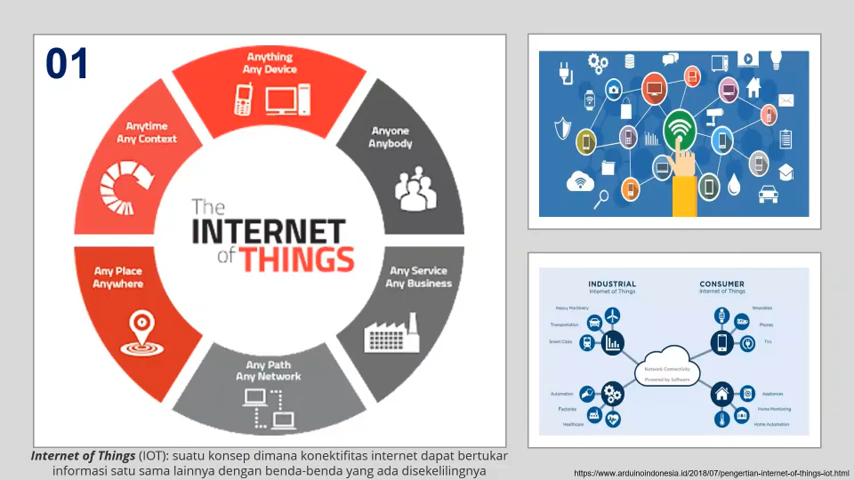 01
Anything
Any Device
Anytime
Any Context
Anyone
Anybody
The
INTERNET
of THINGS
Any Place
Anywhere
Any Service
Any Business
Any Path
Any Network
Internet of Things (IOT): suatu konsep dimana konektifitas internet dapat bertukar
informasi satu sama lainnya dengan benda-benda yang ada disekelilingnya
INDUSTRIAL
Internet of Things
CONSUMER
Internet of Things
Heavy Machinery
Transportation
Smart Cities
Wearables
Phones
TVs
Network Connectivity
Powered by Software
Automation
Factories
Healthcare
Appliances
Home Monitoring
Home Automation
https://www.arduinoindonesia.id/2018/07/pengertian-internet-of-things-iot.html